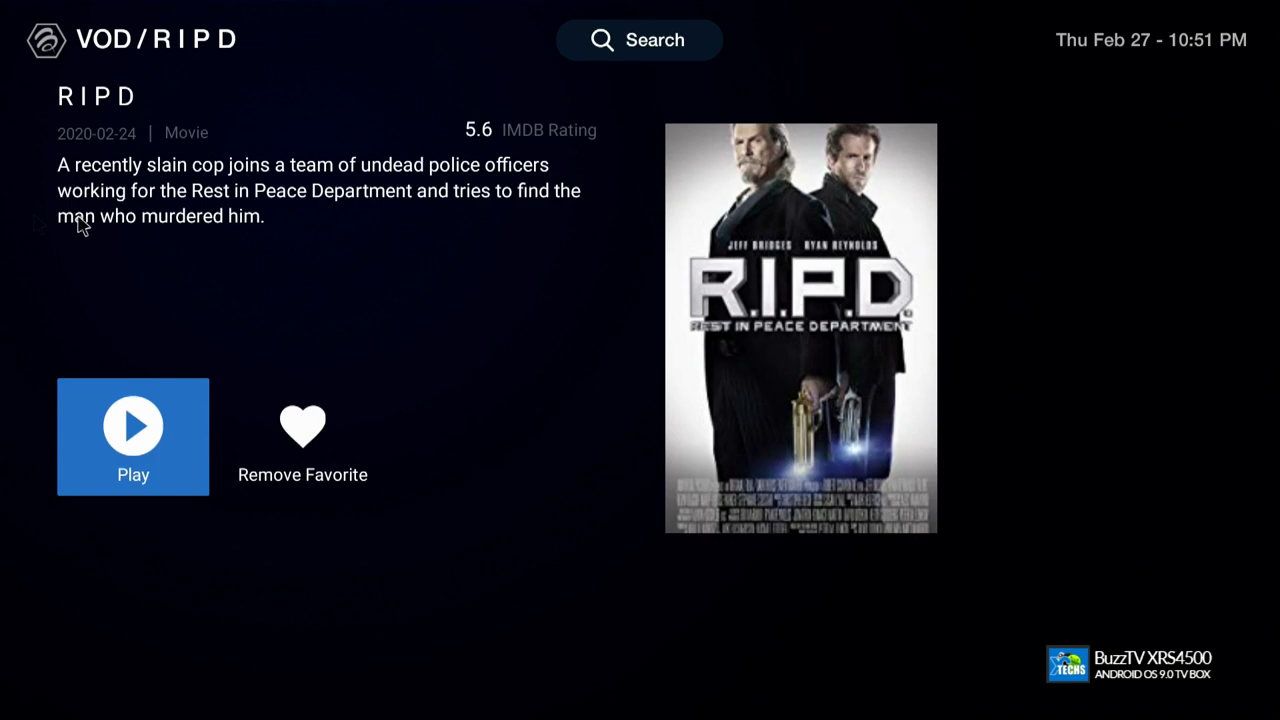 VOD/R I P D
Search
Thu Feb 27 - 10:51 PM
R I P D
2020-02-24 | Movie
5.6 IMDB Rating
A recently slain cop joins a team of undead police officers
working for the Rest in Peace Department and tries to find the
man who murdered him.
JEFF BRIDGES RYAN REYNOLDS
R.I.P.D.
REST IN PEACE DEPARTMENT
Play
Remove Favorite
TECHS
BuzzTV XRS4500
ANDROID OS 9.0 TV BOX